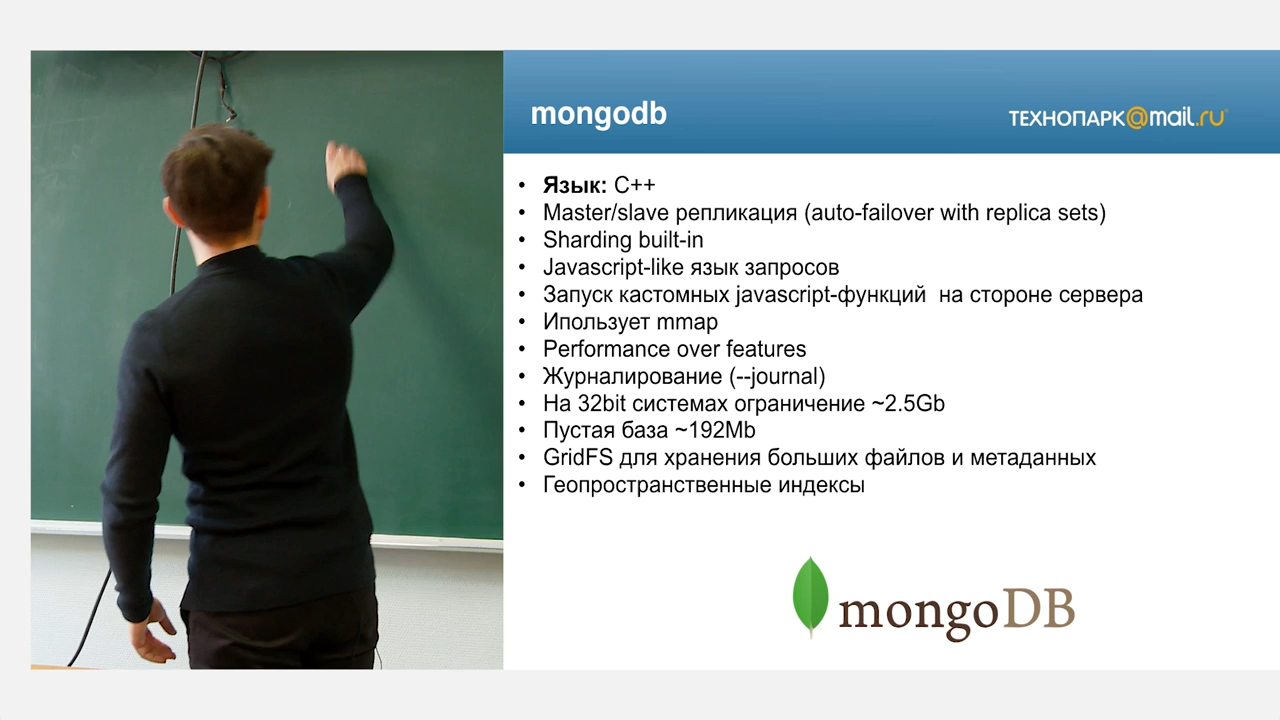 mongodb
ТЕХНОПАРК@mail.ru
Язык: C++
Master/slave репликация (auto-failover with replica sets)
Sharding built-in
Javascript-like язык запросов
Запуск кастомных javascript-функций на стороне сервера
Ипользует mmap
Performance over features
Журналирование (--journal)
На 32bit системах ограничение ~2.5Gb
Пустая база ~192Mb
GridFS для хранения больших файлов и метаданных
Геопространственные индексы
mongoDB